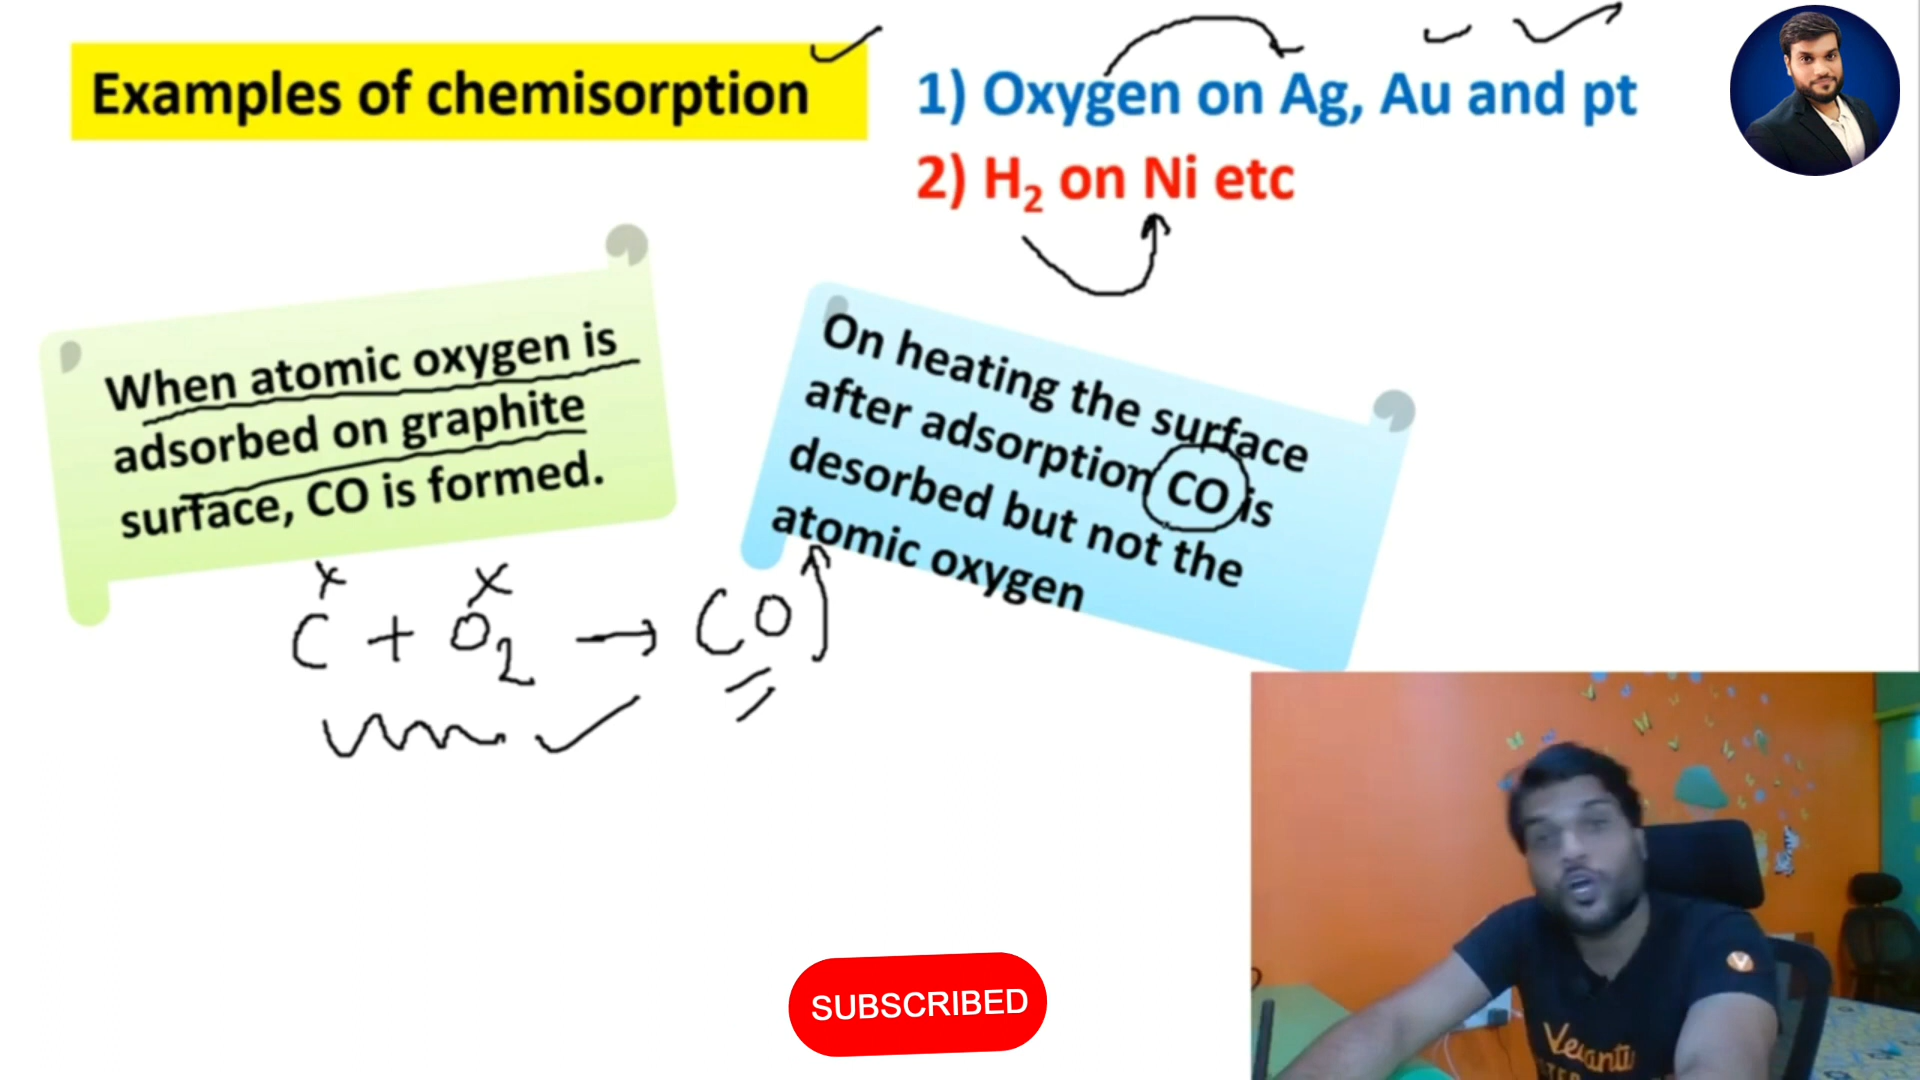 Examples of chemisorption
1) Oxygen on Ag, Au and pt
2) H₂ on Ni etc
When atomic oxygen is
adsorbed on graphite
surface, CO is formed.
On heating the surface
after adsorption CO is
desorbed but not the
atomic oxygen
C + O₂ → CO
SUBSCRIBED
V